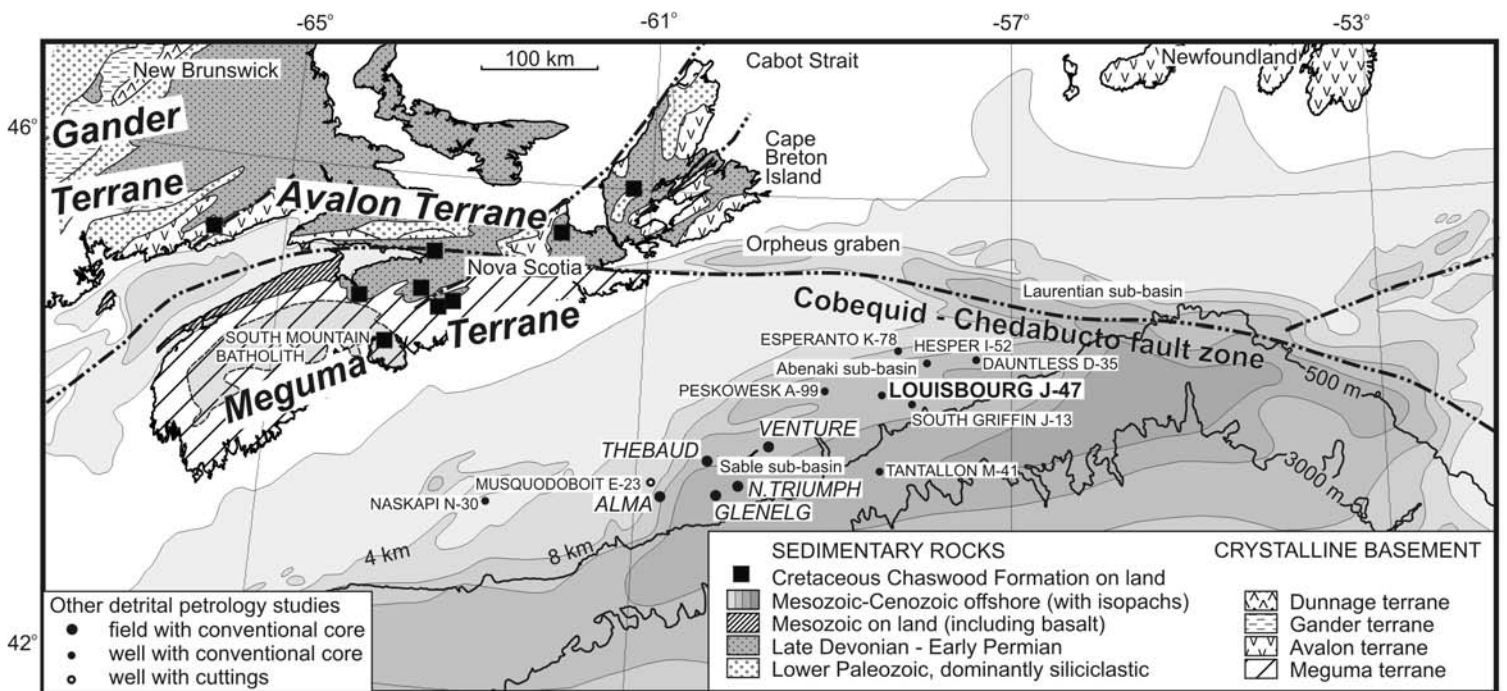 -65°
-61°
-57°
-53°
New Brunswick
100 km
Cabot Strait
Newfoundland
46°
Gander
Terrane
Cape
Breton
Island
Avalon Terrane
Orpheus graben
Nova Scotia
Laurentian sub-basin
Cobequid - Chedabucto fault zone
SOUTH MOUNTAIN
BATHOLITH
Meguma Terrane
ESPERANTO K-78
HESPER I-52
Abenaki sub-basin
DAUNTLESS D-35
500 m
PESKOWESK A-99
LOUISBOURG J-47
SOUTH GRIFFIN J-13
VENTURE
THEBAUD
Sable sub-basin
TANTALLON M-41
3000 m
MUSQUODOBOIT E-23
NASKAPI N-30
ALMA
N.TRIUMPH
GLENELG
4 km
8 km
42°
Other detrital petrology studies
field with conventional core
well with conventional core
well with cuttings
SEDIMENTARY ROCKS
Cretaceous Chaswood Formation on land
Mesozoic-Cenozoic offshore (with isopachs)
Mesozoic on land (including basalt)
Late Devonian - Early Permian
Lower Paleozoic, dominantly siliciclastic
CRYSTALLINE BASEMENT
Dunnage terrane
Gander terrane
Avalon terrane
Meguma terrane